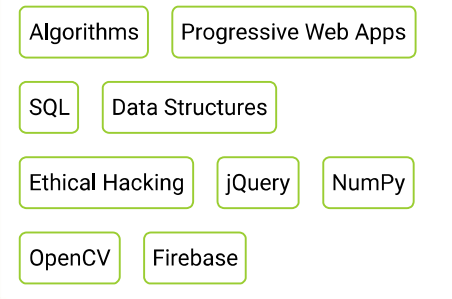 Algorithms Progressive Web Apps
SQL Data Structures
Ethical Hacking jQuery NumPy
OpenCV Firebase